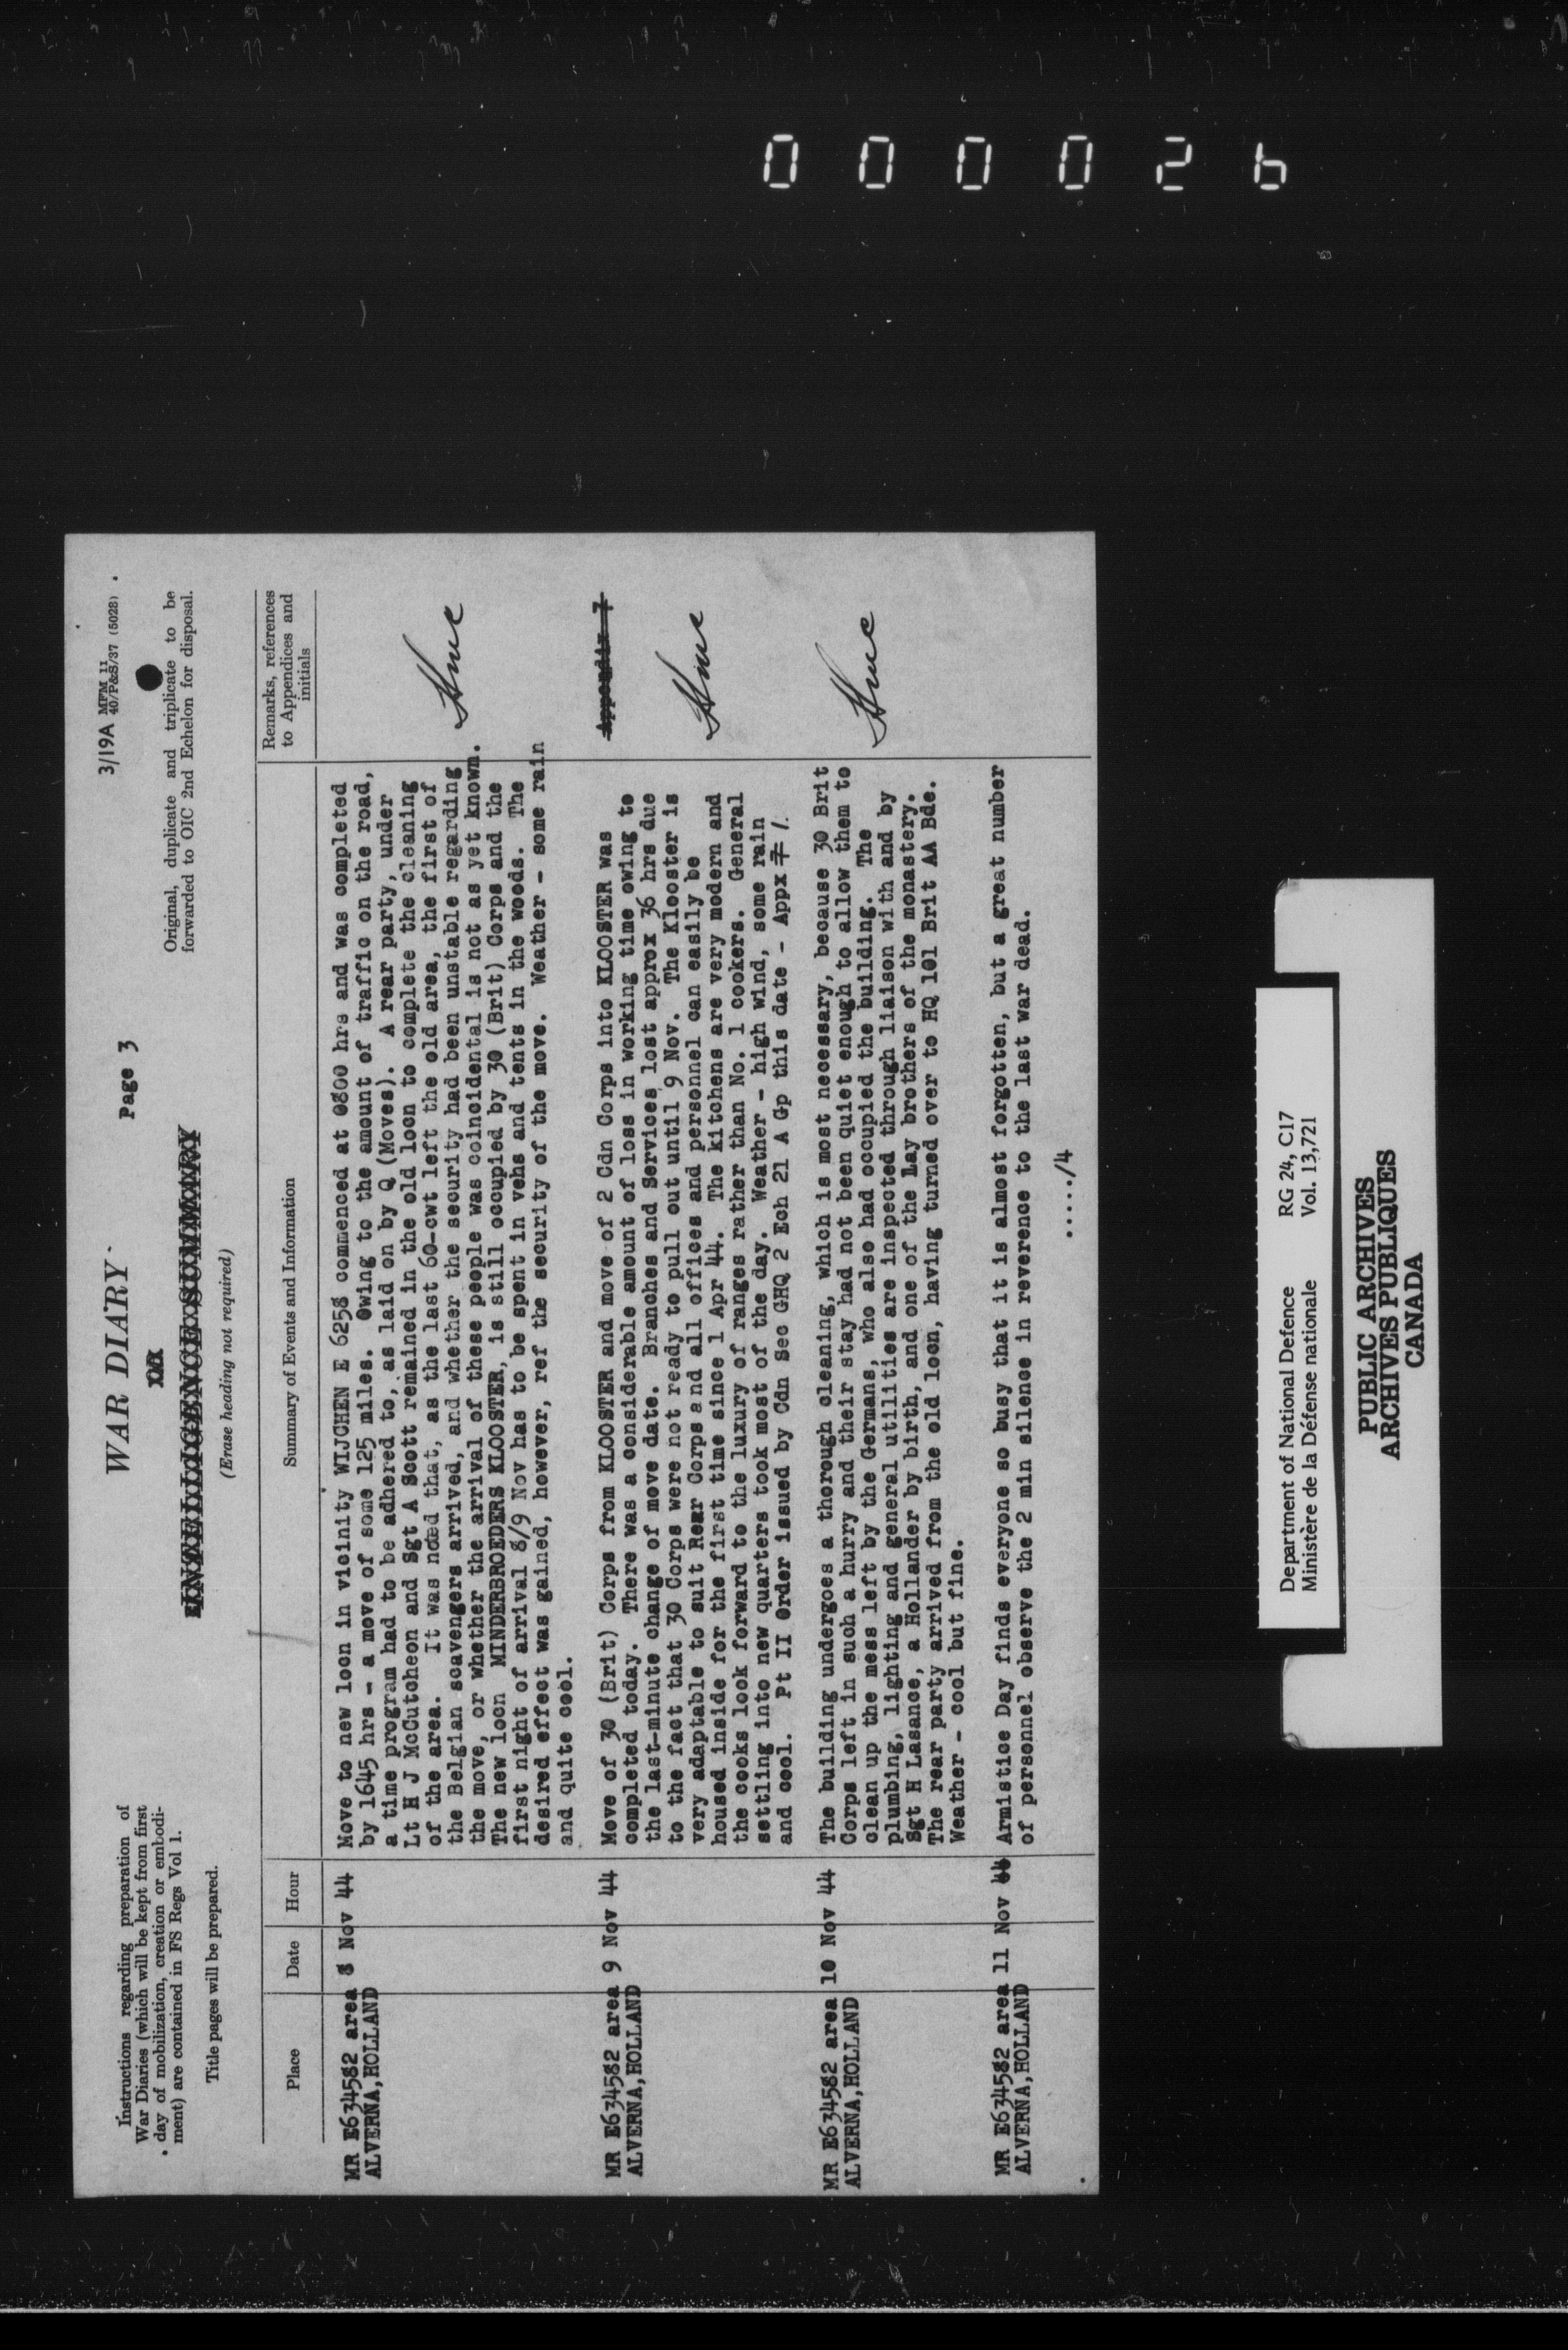 000026
Instructions regarding preparation of
War Diaries (which will be kept from first
day of mobilization, creation or embodi-
ment) are contained in FS Regs Vol 1.
Title pages will be prepared.
WAR DIARY
XXX
INTELLIGENCE SUMMARY
(Erase heading not required)
Page 3
3/19A MFM 11
40/P&S/37 (5028)
Original, duplicate and triplicate to be
forwarded to OIC 2nd Echelon for disposal.
Place
Date
Hour
Summary of Events and Information
Remarks, references
to Appendices and
initials
MR E634582 area 8 Nov 44
ALVERNA,HOLLAND
Move to new locn in vicinity WIJCHEN E 6258 commenced at 0800 hrs and was completed
by 1645 hrs - a move of some 125 miles. Owing to the amount of traffic on the road,
a time program had to be adhered to, as laid on by Q (Moves). A rear party, under
Lt H J McCutcheon and Sgt A Scott remained in the old locn to complete the cleaning
of the area. It was noed that, as the last 60-cwt left the old area, the first of
the Belgian scavengers arrived, and whether the security had been unstable regarding
the move, or whether the arrival of these people was coincidental is not as yet known.
The new locn MINDERBROEDERS KLOOSTER, is still occupied by 30 (Brit) Corps and the
first night of arrival 8/9 Nov has to be spent in vehs and tents in the woods. The
desired effect was gained, however, ref the security of the move. Weather - some rain
and quite cool.
MR E634582 area 9 Nov 44
ALVERNA,HOLLAND
Move of 30 (Brit) Corps from KLOOSTER and move of 2 Cdn Corps into KLOOSTER was
completed today. There was a considerable amount of loss in working time owing to
the last-minute change of move date. Branches and Services lost approx 36 hrs due
to the fact that 30 Corps were not ready to pull out until 9 Nov. The Klooster is
very adaptable to suit Rear Corps and all offices and personnel can easily be
housed inside for the first time since 1 Apr 44. The kitchens are very modern and
the cooks look forward to the luxury of ranges rather than No. 1 cookers. General
settling into new quarters took most of the day. Weather - high wind, some rain
and cool. Pt II Order issued by Cdn Sec GHQ 2 Ech 21 A Gp this date - Appx 7 1.
Appendix 7
MR E634582 area 10 Nov 44
ALVERNA,HOLLAND
The building undergoes a thorough cleaning, which is most necessary, because 30 Brit
Corps left in such a hurry and their stay had not been quiet enough to allow them to
clean up the mess left by the Germans, who also had occupied the building. The
plumbing, lighting and general utilities are inspected through liaison with and by
Sgt H Lasance, a Hollander by birth, and one of the Lay brothers of the monastery.
The rear party arrived from the old locn, having turned over to HQ 101 Brit AA Bde.
Weather - cool but fine.
MR E634582 area 11 Nov 44
ALVERNA,HOLLAND
Armistice Day finds everyone so busy that it is almost forgotten, but a great number
of personnel observe the 2 min silence in reverence to the last war dead.
...../4
Department of National Defence RG 24, C17
Ministère de la Défense nationale Vol. 13,721
PUBLIC ARCHIVES
ARCHIVES PUBLIQUES
CANADA